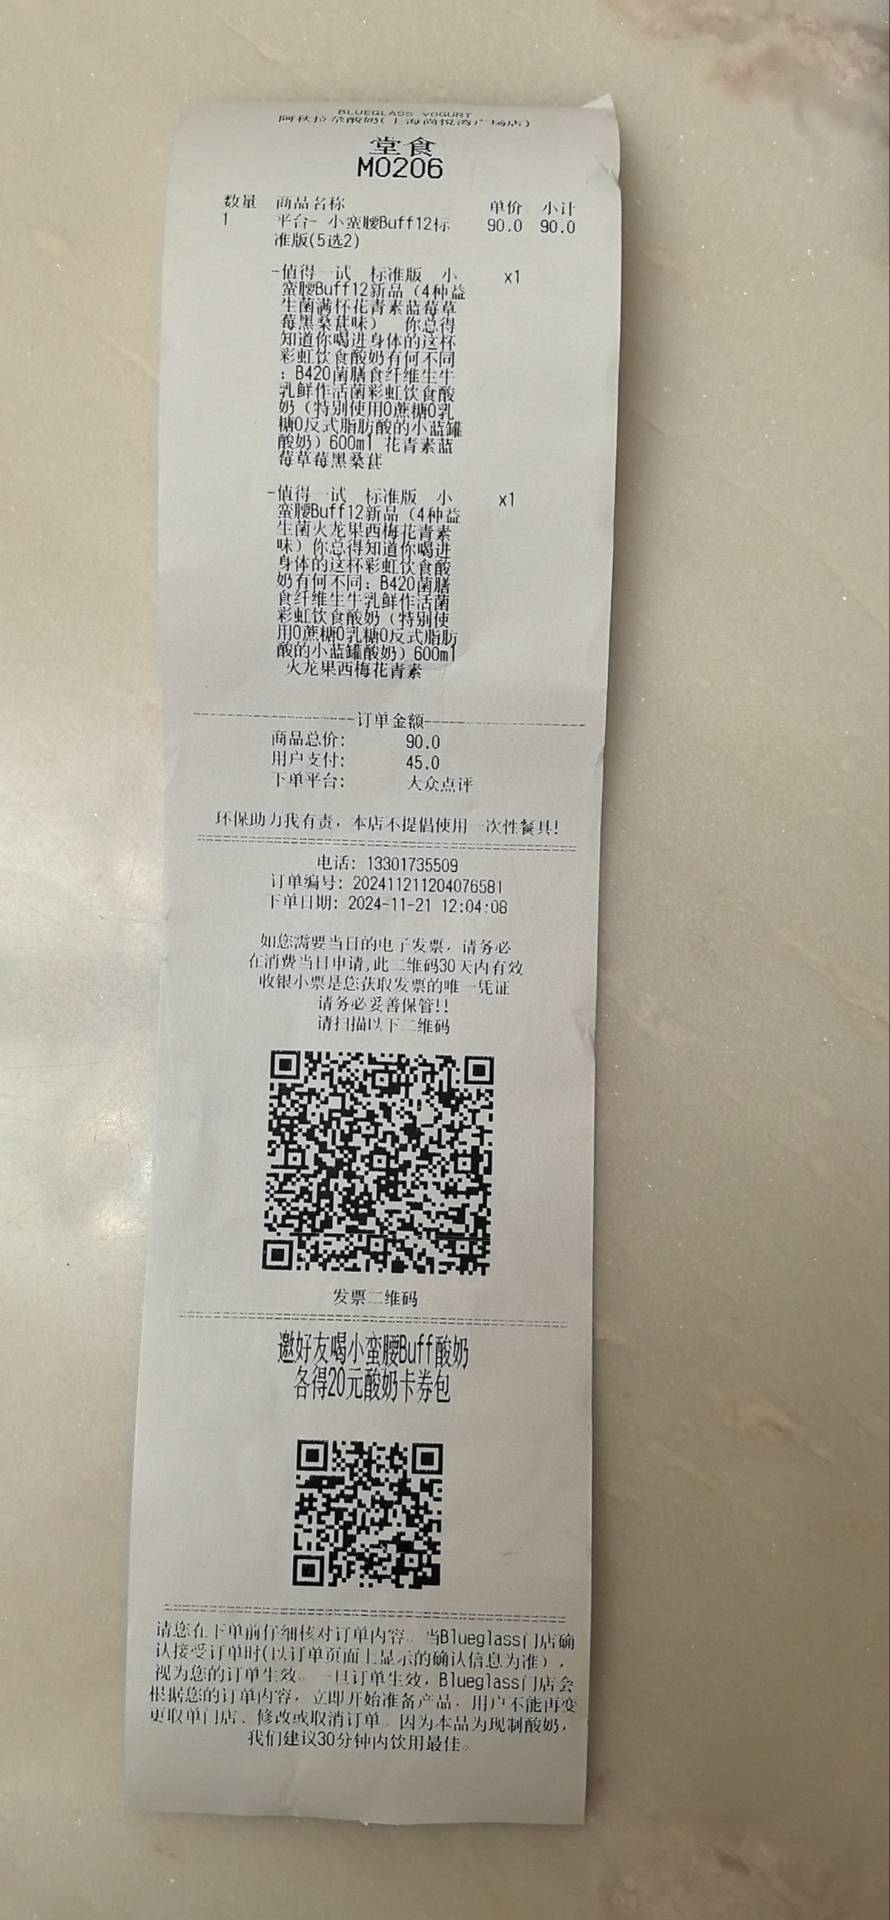 BLUEGLASS YOGURT
阿秋拉尕酸奶(上海尚悦湾广场店)
堂食
M0206
数量 商品名称 单价 小计
1 平台- 小蛮腰Buff12标 90.0 90.0
准版(5选2)
-值得一试 标准版 小 x1
蛮腰Buff12新品（4种益
生菌满杯花青素蓝莓草
莓黑桑葚味） 你总得
知道你喝进身体的这杯
彩虹饮食酸奶有何不同
：B420菌膳食纤维生牛
乳鲜作活菌彩虹饮食酸
奶（特别使用0蔗糖0乳
糖0反式脂肪酸的小蓝罐
酸奶）600ml 花青素蓝
莓草莓黑桑葚
-值得一试 标准版 小 x1
蛮腰Buff12新品（4种益
生菌火龙果西梅花青素
味）你总得知道你喝进
身体的这杯彩虹饮食酸
奶有何不同：B420菌膳
食纤维生牛乳鲜作活菌
彩虹饮食酸奶（特别使
用0蔗糖0乳糖0反式脂肪
酸的小蓝罐酸奶）600ml
火龙果西梅花青素
订单金额
商品总价: 90.0
用户支付: 45.0
下单平台: 大众点评
环保助力我有责，本店不提倡使用一次性餐具!
电话: 13301735509
订单编号: 202411211204076581
下单日期: 2024-11-21 12:04:08
如您需要当日的电子发票，请务必
在消费当日申请,此二维码30天内有效
收银小票是您获取发票的唯一凭证
请务必妥善保管!!
请扫描以下二维码
发票二维码
邀好友喝小蛮腰Buff酸奶
各得20元酸奶卡券包
请您在下单前仔细核对订单内容。当Blueglass门店确
认接受订单时(以订单页面上显示的确认信息为准)，
视为您的订单生效。一旦订单生效，Blueglass门店会
根据您的订单内容，立即开始准备产品，用户不能再变
更取单门店、修改或取消订单。因为本品为现制酸奶，
我们建议30分钟内饮用最佳。